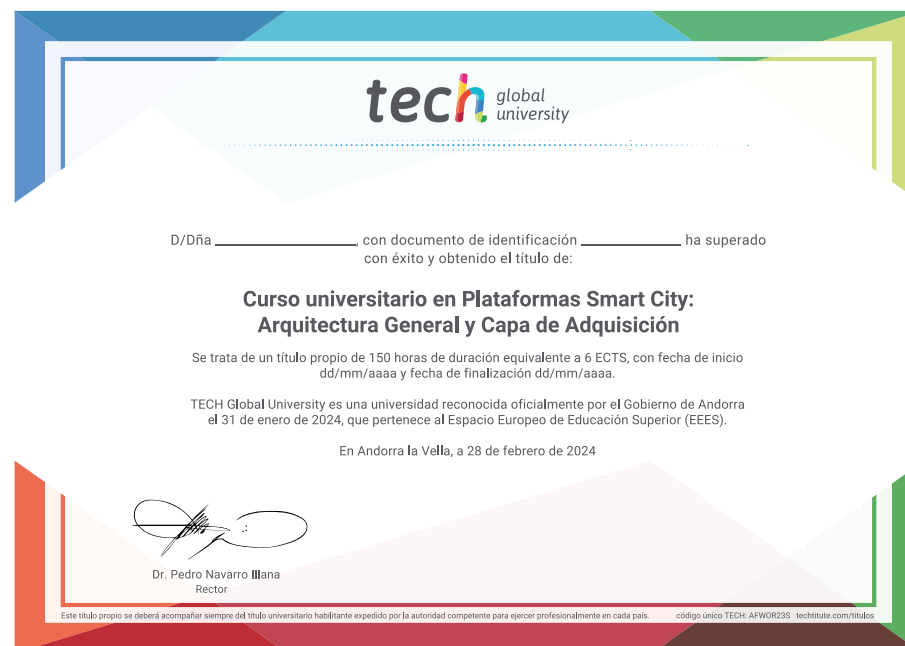 tech global university
D/Dña ____________, con documento de identificación ____________ ha superado
con éxito y obtenido el título de:
Curso universitario en Plataformas Smart City:
Arquitectura General y Capa de Adquisición
Se trata de un título propio de 150 horas de duración equivalente a 6 ECTS, con fecha de inicio
dd/mm/aaaa y fecha de finalización dd/mm/aaaa.
TECH Global University es una universidad reconocida oficialmente por el Gobierno de Andorra
el 31 de enero de 2024, que pertenece al Espacio Europeo de Educación Superior (EEES).
En Andorra la Vella, a 28 de febrero de 2024
Dr. Pedro Navarro Illana
Rector
Este título propio se deberá acompañar siempre del título universitario habilitante expedido por la autoridad competente para ejercer profesionalmente en cada país. código único TECH: AFWOR23S techtitute.com/titulos